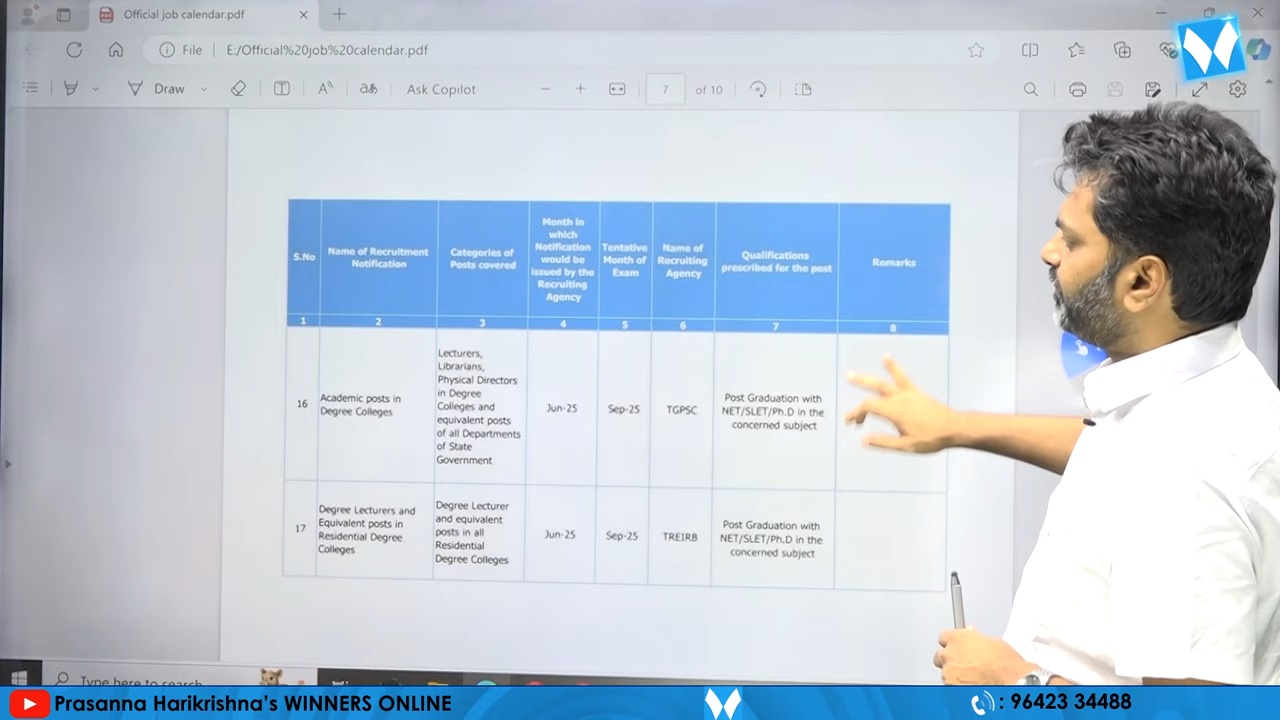 Official job calendar.pdf
File
E:/Official%20job%20calendar.pdf
Draw
Ask Copilot
7
of 10
S.No
Name of Recruitment
Notification
Categories of
Posts covered
Month in
which
Notification
would be
issued by the
Recruiting
Agency
Tentative
Month of
Exam
Name of
Recruiting
Agency
Qualifications
prescribed for the post
Remarks
1
2
3
4
5
6
7
8
16
Academic posts in
Degree Colleges
Lecturers,
Librarians,
Physical Directors
in Degree
Colleges and
equivalent posts
of all Departments
of State
Government
Jun-25
Sep-25
TGPSC
Post Graduation with
NET/SLET/Ph.D in the
concerned subject
17
Degree Lecturers and
Equivalent posts in
Residential Degree
Colleges
Degree Lecturer
and equivalent
posts in all
Residential
Degree Colleges
Jun-25
Sep-25
TREIRB
Post Graduation with
NET/SLET/Ph.D in the
concerned subject
Type here to search
Prasanna Harikrishna's WINNERS ONLINE
: 96423 34488